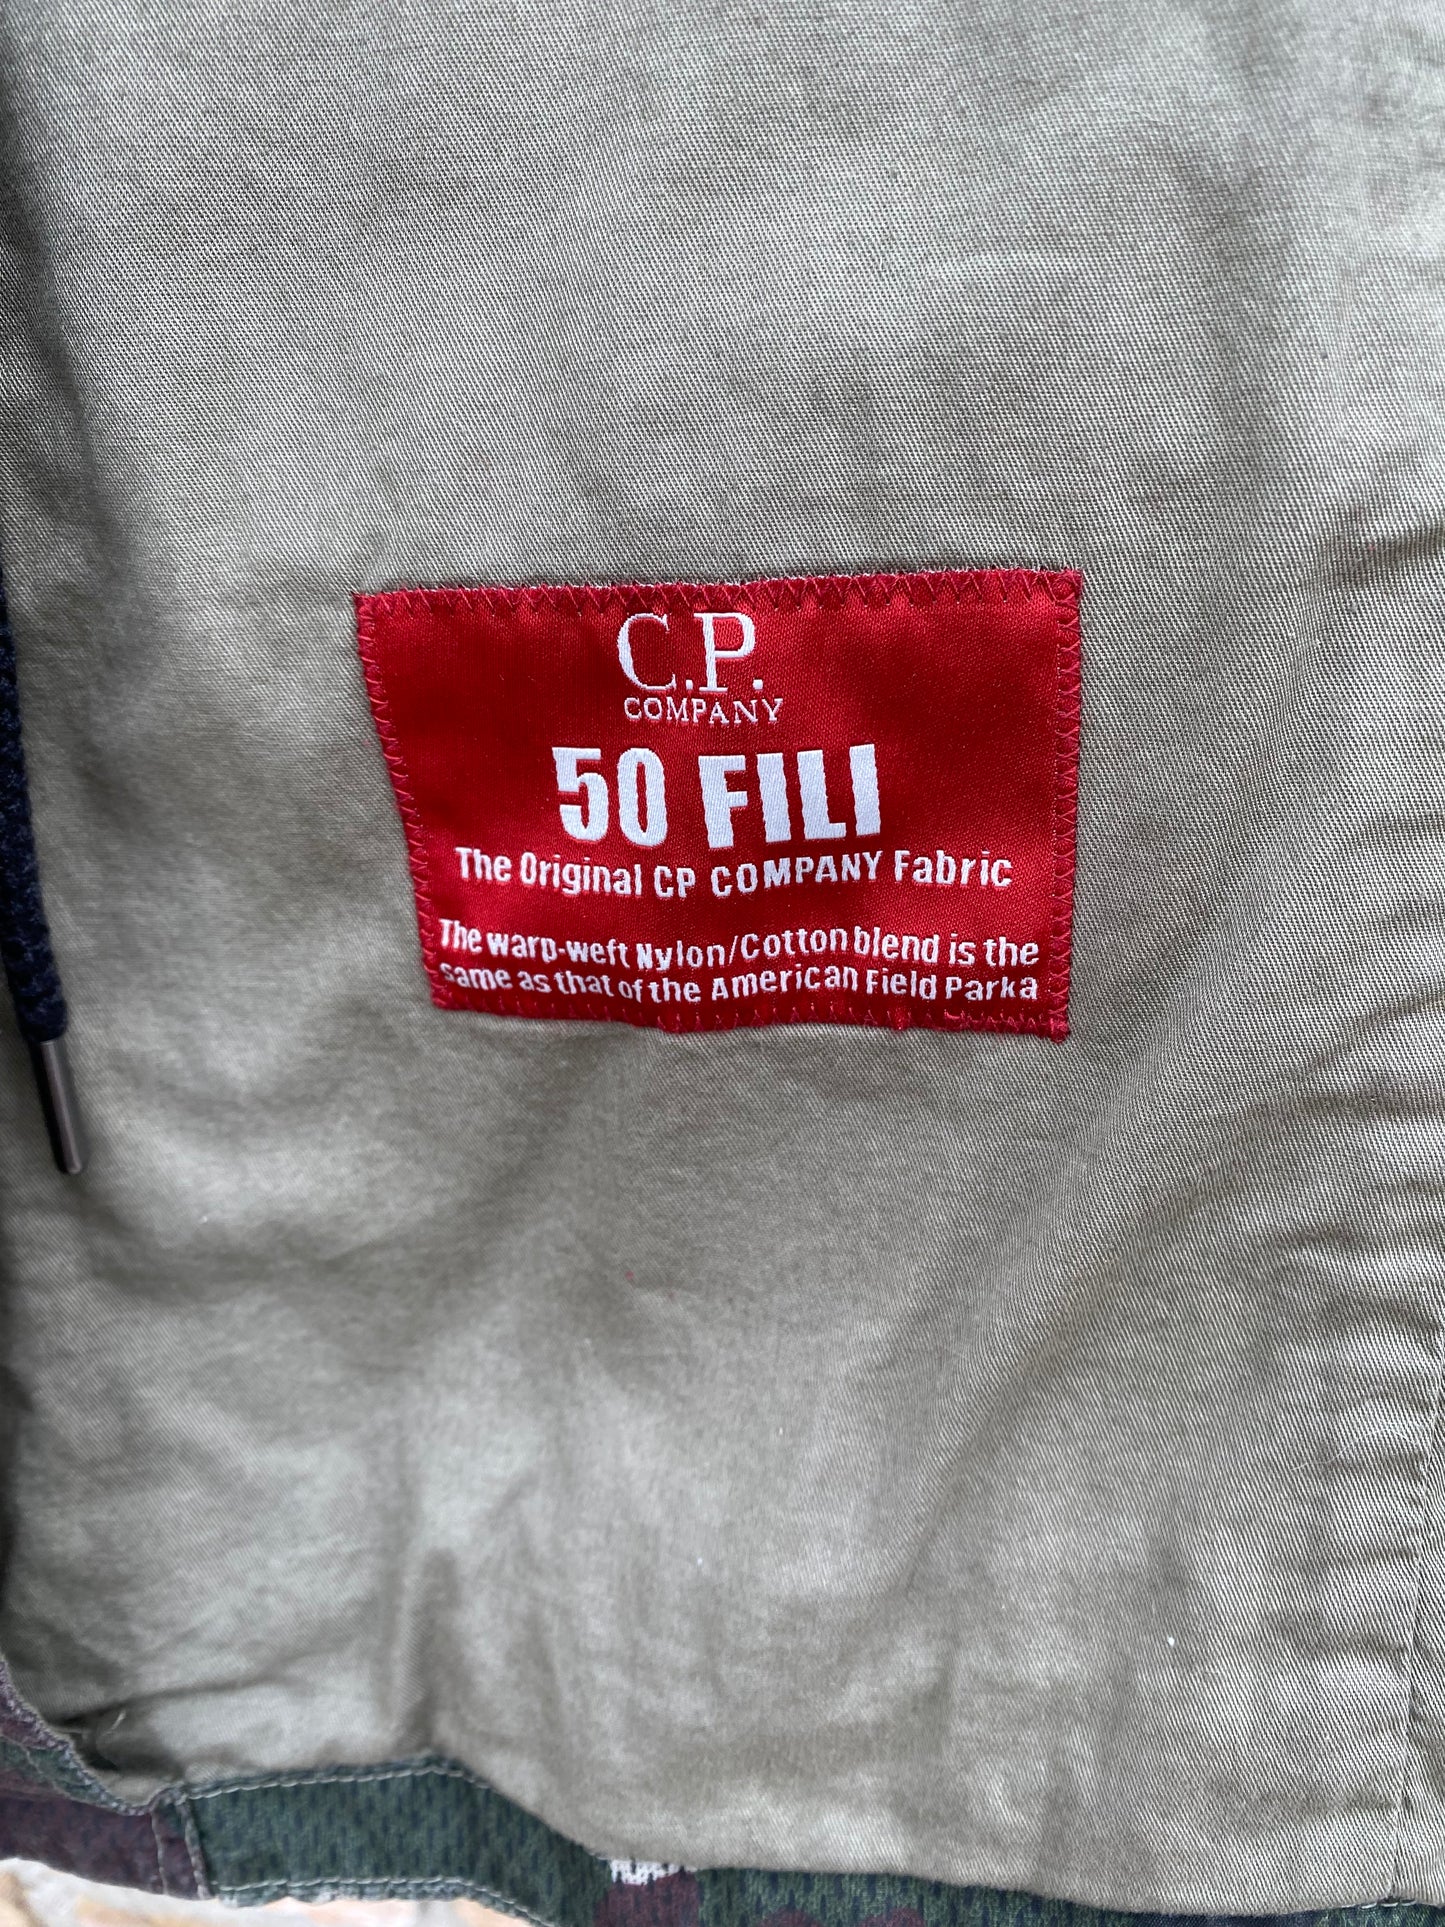 C.P.
COMPANY
50 FILI
The Original CP COMPANY Fabric
The warp-weft Nylon/Cotton blend is the
same as that of the American Field Parka